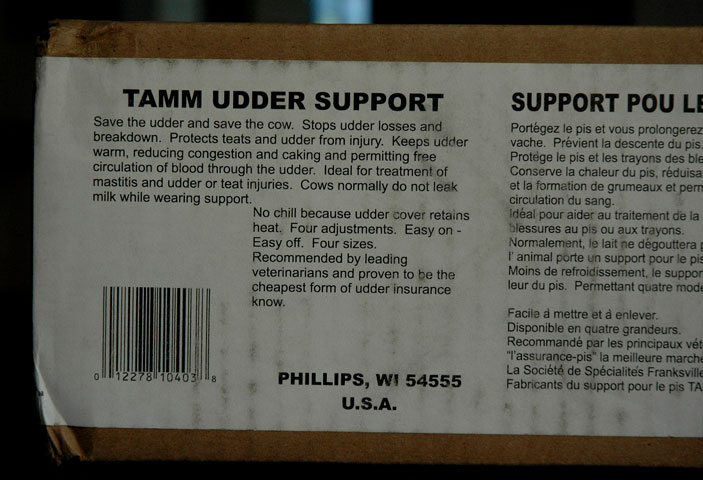 TAMM UDDER SUPPORT
Save the udder and save the cow. Stops udder losses and
breakdown. Protects teats and udder from injury. Keeps udder
warm, reducing congestion and caking and permitting free
circulation of blood through the udder. Ideal for treatment of
mastitis and udder or teat injuries. Cows normally do not leak
milk while wearing support.
No chill because udder cover retains
heat. Four adjustments. Easy on -
Easy off. Four sizes.
Recommended by leading
veterinarians and proven to be the
cheapest form of udder insurance
know.
0 12278 10403 8
PHILLIPS, WI 54555
U.S.A.
SUPPORT POU LE
Portégez le pis et vous prolongerez
vache. Prévient la descente du pis.
Protége le pis et les trayons des ble
Conserve la chaleur du pis, réduisa
et la formation de grumeaux et perm
circulation du sang.
Idéal pour aider au traitement de la
blessures au pis ou aux trayons.
Normalement, le lait ne dégouttera p
l' animal porte un support pour le pis
Moins de refroidissement, le suppor
leur du pis. Permettant quatre mode
Facile á mettre et á enlever.
Disponible en quatre grandeurs.
Recommandé par les principaux vét
"l'assurance-pis" la meilleure marché
La Société de Spécialités Franksville
Fabricants du support pour le pis TA